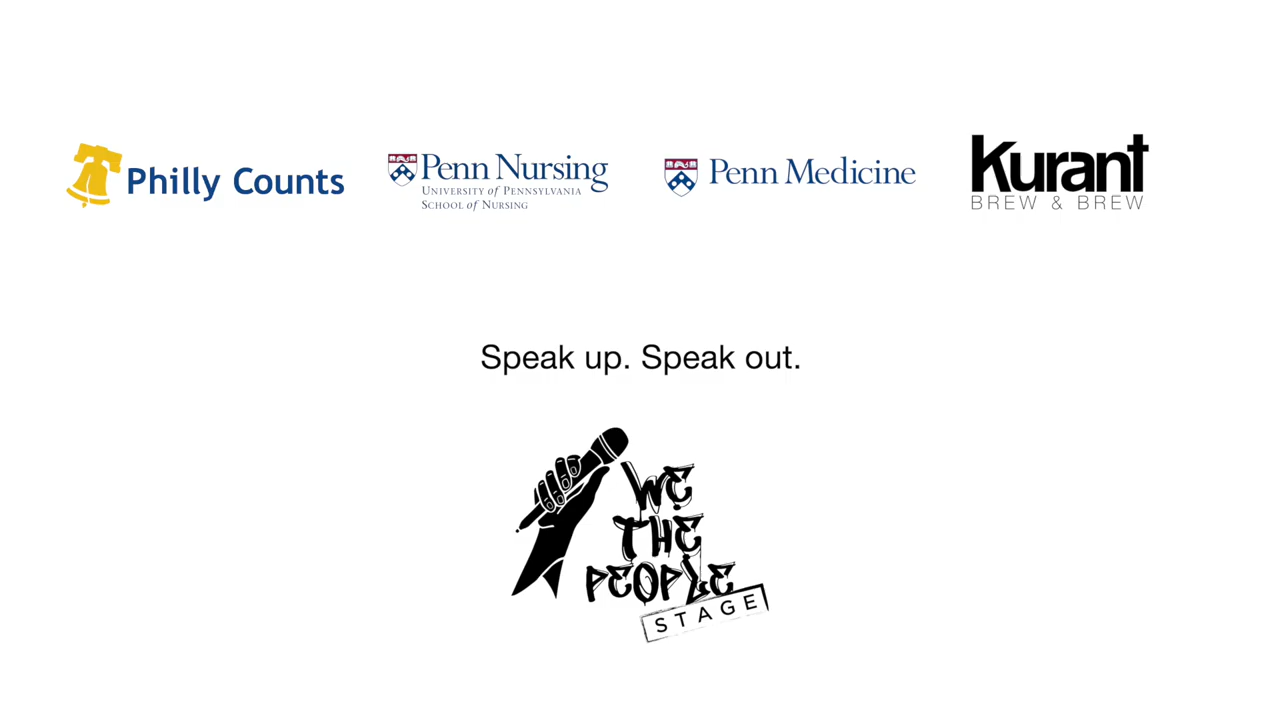 Philly Counts
Penn Nursing
University of Pennsylvania
School of Nursing
Penn Medicine
Kurant
BREW & BREW
Speak up. Speak out.
WE
THE
PEOPLE
STAGE